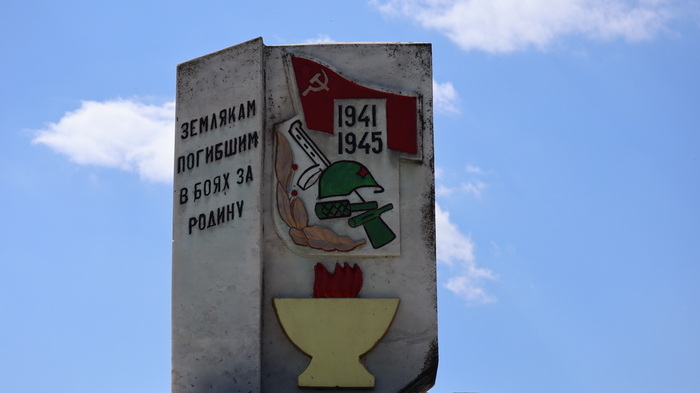 ЗЕМЛЯКАМ
ПОГИБШИМ
В БОЯХ ЗА
РОДИНУ
1941
1945